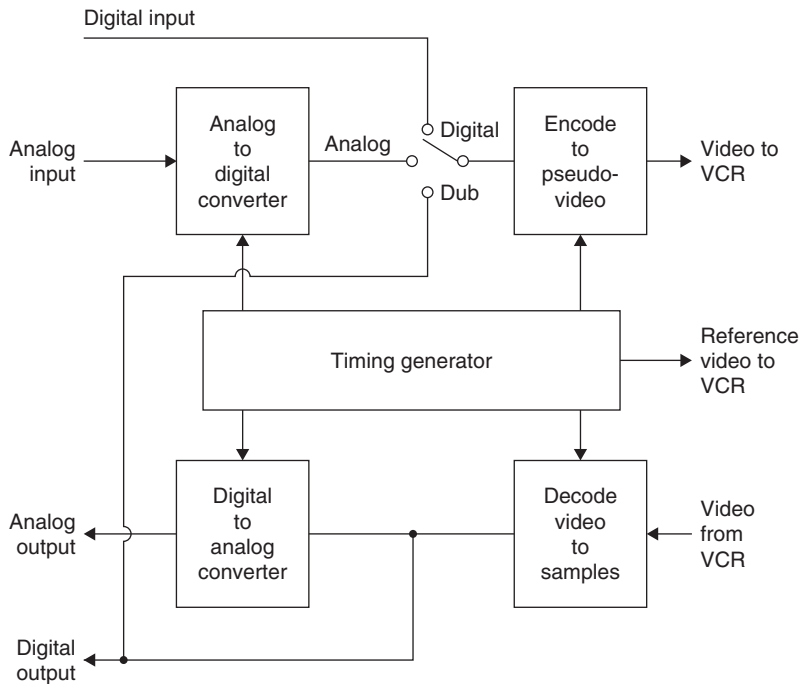 Digital input
Analog
input
Analog
to
digital
converter
Analog
Digital
Dub
Encode
to
pseudo-
video
Video to
VCR
Timing generator
Reference
video to
VCR
Analog
output
Digital
to
analog
converter
Decode
video
to
samples
Video
from
VCR
Digital
output